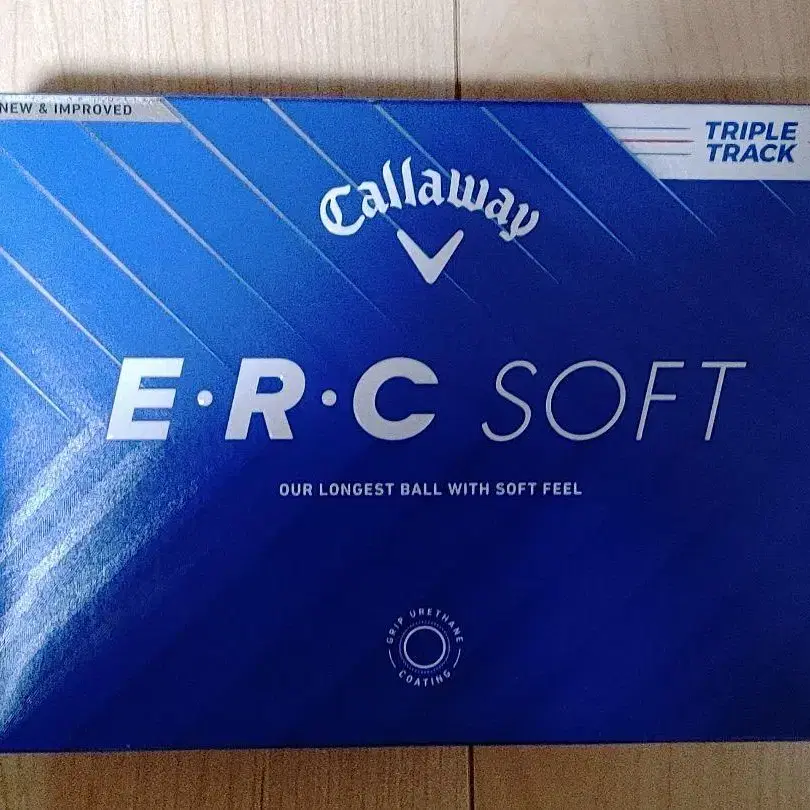 NEW & IMPROVED
TRIPLE
TRACK
Callaway
E·R·C SOFT
OUR LONGEST BALL WITH SOFT FEEL
GRIP URETHANE
COATING